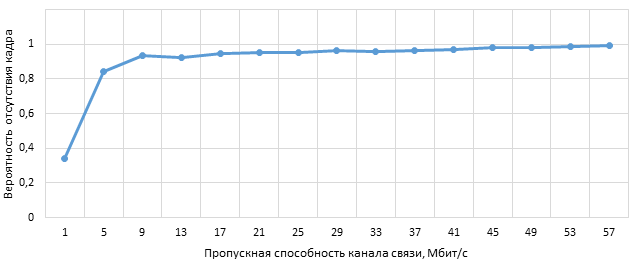 Вероятность отсутствия кадра
1
0,8
0,6
0,4
0,2
0
1 5 9 13 17 21 25 29 33 37 41 45 49 53 57
Пропускная способность канала связи, Мбит/с